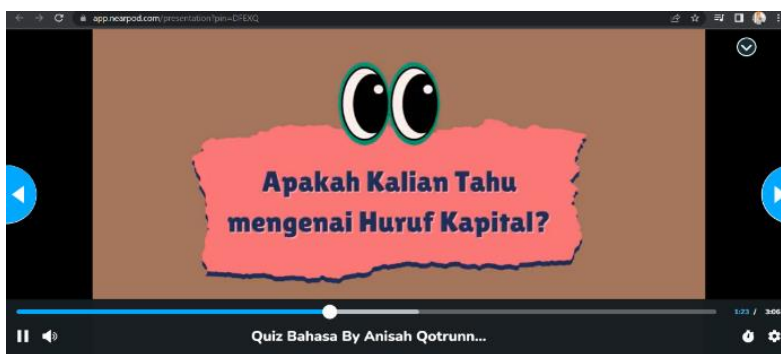 app.nearpod.com/presentation?pin=DFEXQ
Apakah Kalian Tahu
mengenai Huruf Kapital?
1:23 / 3:06
Quiz Bahasa By Anisah Qotrunn...